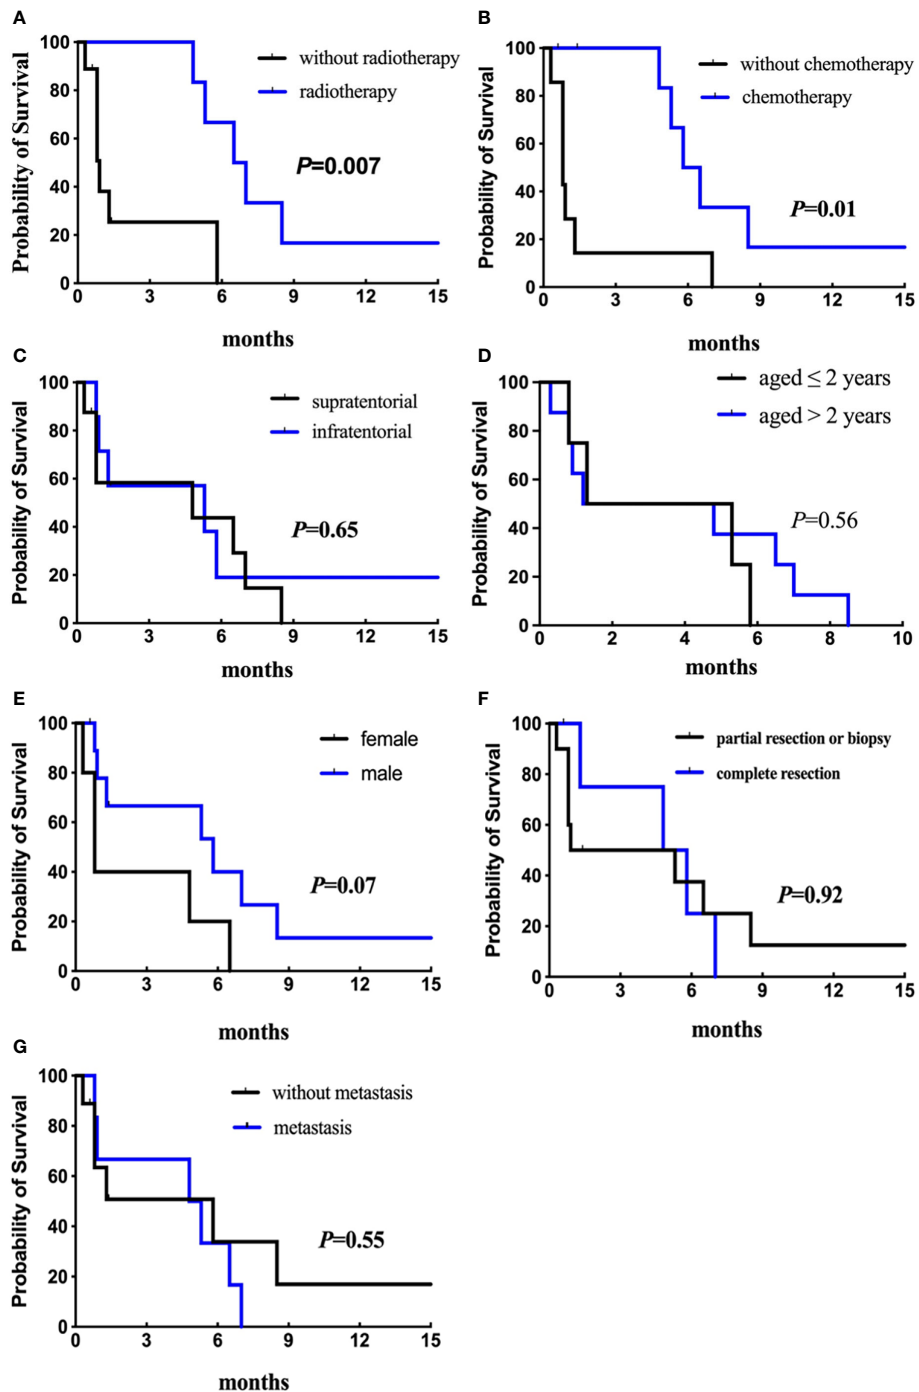 A
Probability of Survival
100
80
60
40
20
0
0 3 6 9 12 15
months
without radiotherapy
radiotherapy
P=0.007
B
Probability of Survival
100
80
60
40
20
0
0 3 6 9 12 15
months
without chemotherapy
chemotherapy
P=0.01
C
Probability of Survival
100
80
60
40
20
0
0 3 6 9 12 15
months
supratentorial
infratentorial
P=0.65
D
Probability of Survival
100
80
60
40
20
0
0 2 4 6 8 10
months
aged ≤ 2 years
aged > 2 years
P=0.56
E
Probability of Survival
100
80
60
40
20
0
0 3 6 9 12 15
months
female
male
P=0.07
F
Probability of Survival
100
80
60
40
20
0
0 3 6 9 12 15
months
partial resection or biopsy
complete resection
P=0.92
G
Probability of Survival
100
80
60
40
20
0
0 3 6 9 12 15
months
without metastasis
metastasis
P=0.55